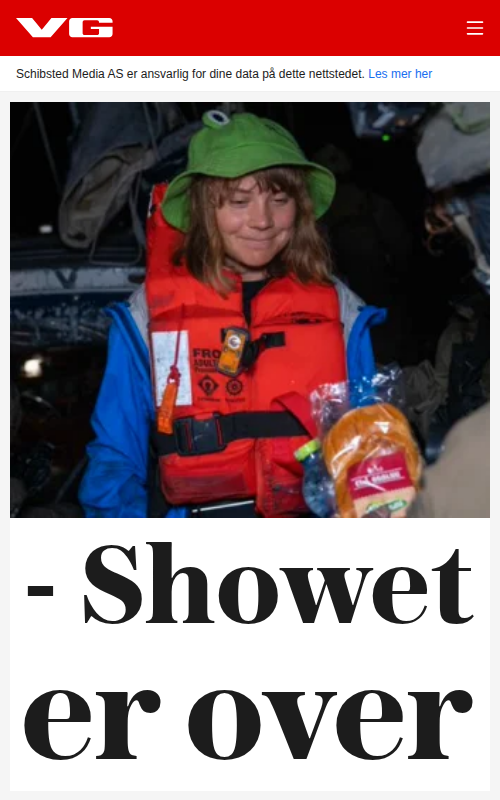 VG
Schibsted Media AS er ansvarlig for dine data på dette nettstedet. Les mer her
FRO
ADULT
- Showet
er over